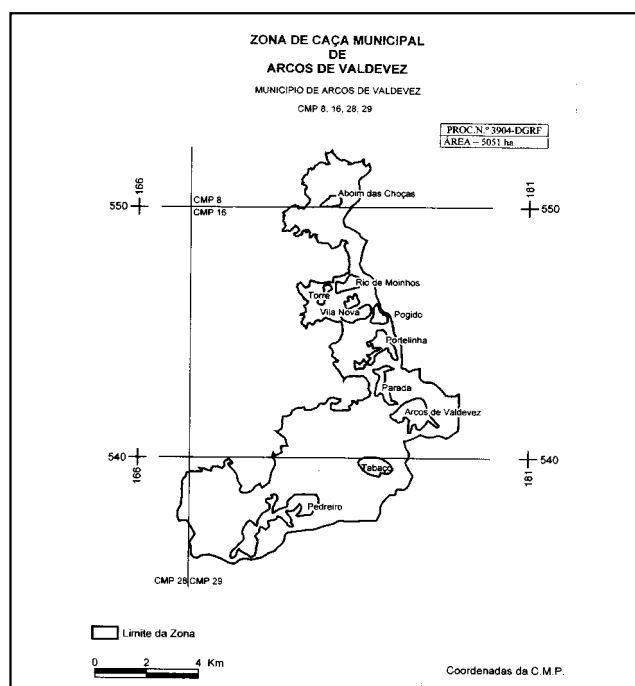 ZONA DE CAÇA MUNICIPAL
DE
ARCOS DE VALDEVEZ
MUNICIPIO DE ARCOS DE VALDEVEZ
CMP 8, 16, 28, 29
PROC.N.º 3904-DGRF
ÁREA – 5051 ha
166
181
CMP 8
Aboim das Choças
550
550
CMP 16
Rio de Moinhos
Torre
Vila Nova
Pogido
Portelinha
Parada
Arcos de Valdevez
540
540
166
181
Tabaço
Pedreiro
CMP 28
CMP 29
Limite da Zona
0 2 4 Km
Coordenadas da C.M.P.